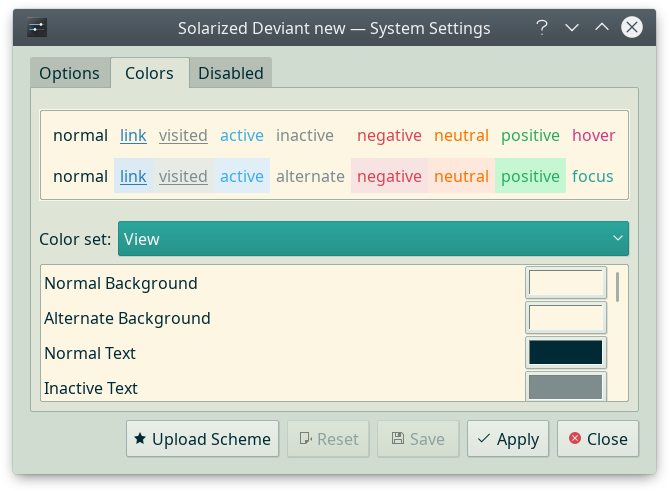 Solarized Deviant new — System Settings
Options Colors Disabled
normal link visited active inactive negative neutral positive hover
normal link visited active alternate negative neutral positive focus
Color set: View
Normal Background
Alternate Background
Normal Text
Inactive Text
Upload Scheme Reset Save Apply Close